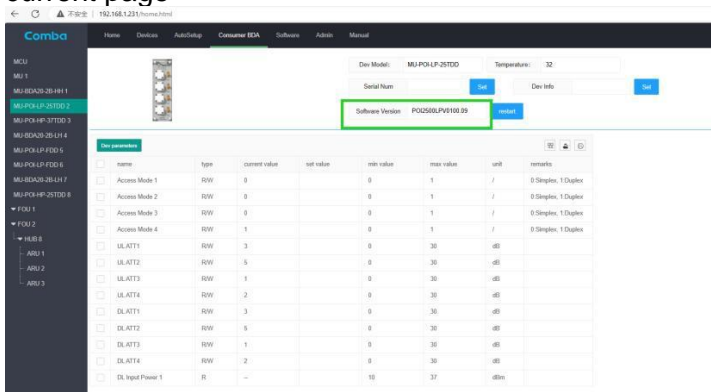 current page
不安全 | 192.168.1.231/home.html
Comba
Home Devices AutoSetup Consumer BDA Software Admin Manual
MCU
MU 1
MU-BDA20-2B-HH 1
MU-POI-LP-25TDD 2
MU-POI-HP-37TDD 3
MU-BDA20-2B-LH 4
MU-POI-LP-FDD 5
MU-POI-LP-FDD 6
MU-BDA20-2B-LH 7
MU-POI-HP-25TDD 8
FOU 1
FOU 2
HUB 8
ARU 1
ARU 2
ARU 3
Dev Model: MU-POI-LP-25TDD Temperature: 32
Serial Num Set Dev Info Set
Software Version POI2500LPV0100.09 restart
Dev parameters
name type current value set value min value max value unit remarks
Access Mode 1 R/W 0 0 1 / 0:Simplex, 1:Duplex
Access Mode 2 R/W 0 0 1 / 0:Simplex, 1:Duplex
Access Mode 3 R/W 0 0 1 / 0:Simplex, 1:Duplex
Access Mode 4 R/W 1 0 1 / 0:Simplex, 1:Duplex
UL ATT1 R/W 3 0 30 dB
UL ATT2 R/W 5 0 30 dB
UL ATT3 R/W 1 0 30 dB
UL ATT4 R/W 2 0 30 dB
DL ATT1 R/W 3 0 30 dB
DL ATT2 R/W 5 0 30 dB
DL ATT3 R/W 1 0 30 dB
DL ATT4 R/W 2 0 30 dB
DL Input Power 1 R -- 10 37 dBm